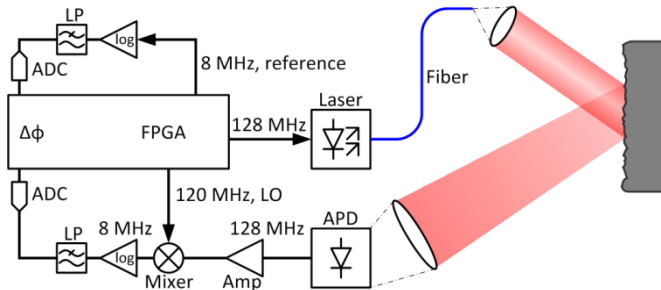 LP
log
ADC
8 MHz, reference
Fiber
Laser
Δϕ
FPGA
128 MHz
ADC
120 MHz, LO
LP
8 MHz
128 MHz
APD
log
Mixer
Amp